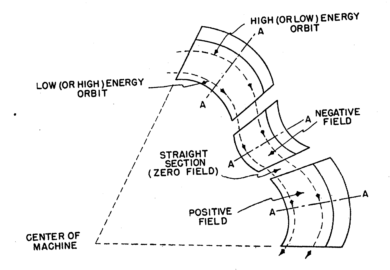 HIGH (OR LOW) ENERGY
ORBIT
A
LOW (OR HIGH) ENERGY
ORBIT
A
NEGATIVE
FIELD
A
STRAIGHT
SECTION
(ZERO FIELD)
A
POSITIVE
FIELD
A
A
CENTER OF
MACHINE